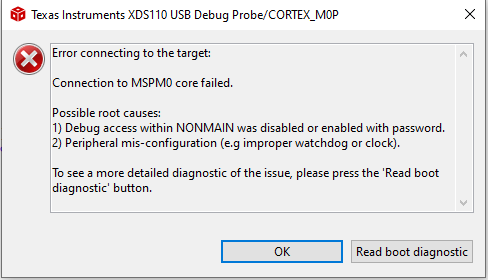 Texas Instruments XDS110 USB Debug Probe/CORTEX_M0P
Error connecting to the target:
Connection to MSPM0 core failed.
Possible root causes:
1) Debug access within NONMAIN was disabled or enabled with password.
2) Peripheral mis-configuration (e.g improper watchdog or clock).
To see a more detailed diagnostic of the issue, please press the 'Read boot
diagnostic' button.
OK
Read boot diagnostic